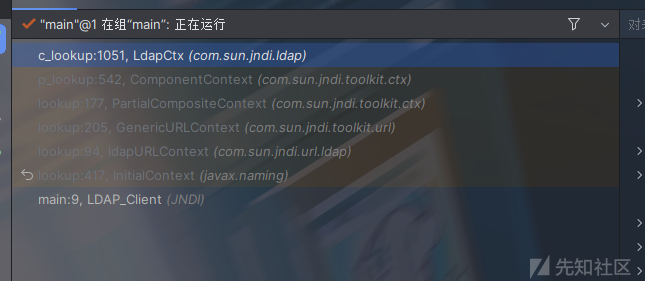 "main"@1 在组“main”: 正在运行
对
c_lookup:1051, LdapCtx (com.sun.jndi.ldap)
p_lookup:542, ComponentContext (com.sun.jndi.toolkit.ctx)
lookup:177, PartialCompositeContext (com.sun.jndi.toolkit.ctx)
lookup:205, GenericURLContext (com.sun.jndi.toolkit.url)
lookup:94, ldapURLContext (com.sun.jndi.url.ldap)
lookup:417, InitialContext (javax.naming)
main:9, LDAP_Client (JNDI)
先知社区